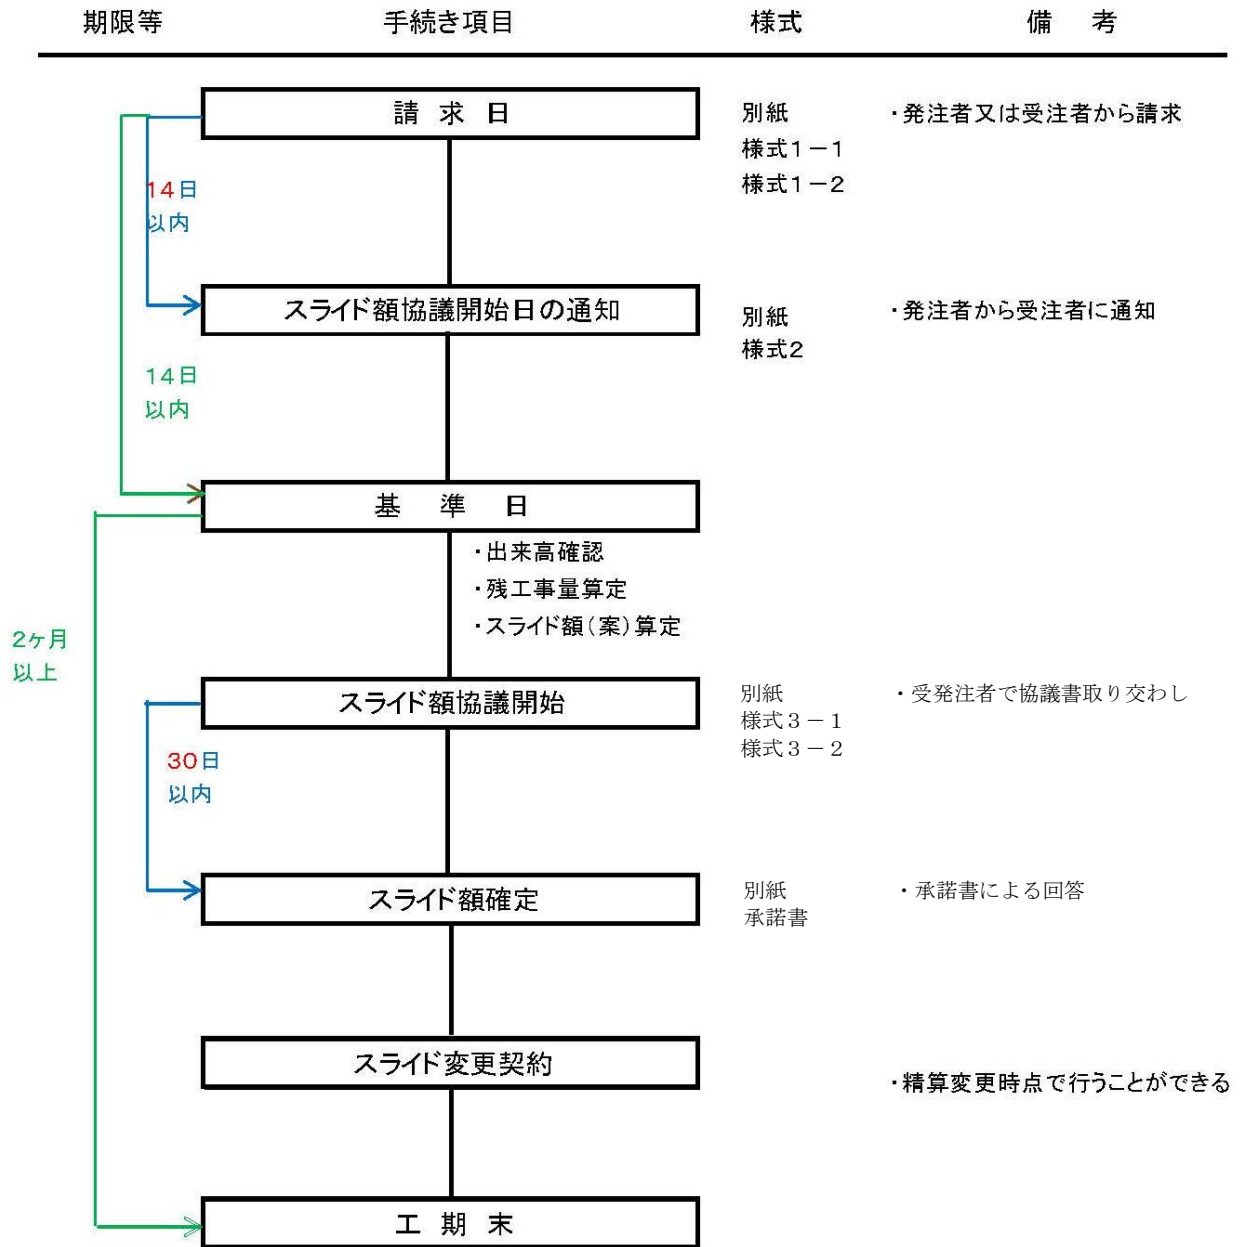 期限等 手続き項目 様式 備 考
請 求 日 別紙 ・発注者又は受注者から請求
様式1－1
様式1－2
14日
以内
スライド額協議開始日の通知 別紙 ・発注者から受注者に通知
様式2
14日
以内
基 準 日
・出来高確認
・残工事量算定
・スライド額(案)算定
2ヶ月
以上
スライド額協議開始 別紙 ・受発注者で協議書取り交わし
様式３－１
様式３－２
30日
以内
スライド額確定 別紙 ・承諾書による回答
承諾書
スライド変更契約
・精算変更時点で行うことができる
工 期 末